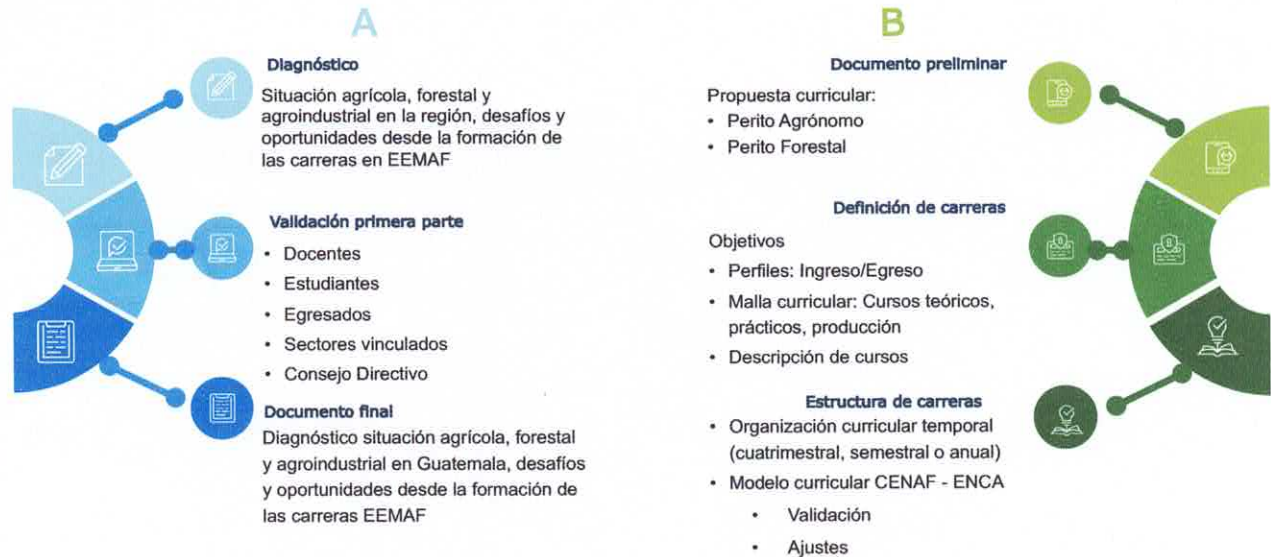 A
Diagnóstico
Situación agrícola, forestal y
agroindustrial en la región, desafíos y
oportunidades desde la formación de
las carreras en EEMAF
Validación primera parte
• Docentes
• Estudiantes
• Egresados
• Sectores vinculados
• Consejo Directivo
Documento final
Diagnóstico situación agrícola, forestal
y agroindustrial en Guatemala, desafíos
y oportunidades desde la formación de
las carreras EEMAF
B
Documento preliminar
Propuesta curricular:
• Perito Agrónomo
• Perito Forestal
Definición de carreras
Objetivos
• Perfiles: Ingreso/Egreso
• Malla curricular: Cursos teóricos,
prácticos, producción
• Descripción de cursos
Estructura de carreras
• Organización curricular temporal
(cuatrimestral, semestral o anual)
• Modelo curricular CENAF - ENCA
• Validación
• Ajustes